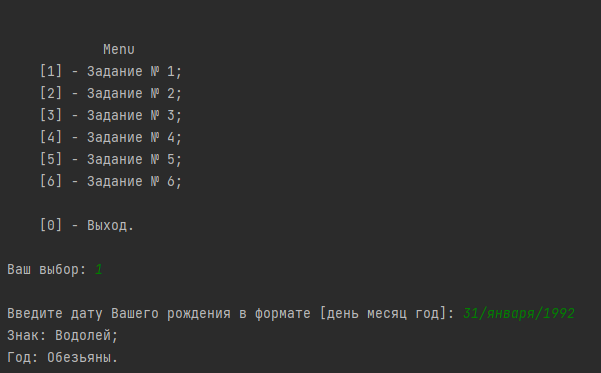 Menu
[1] - Задание № 1;
[2] - Задание № 2;
[3] - Задание № 3;
[4] - Задание № 4;
[5] - Задание № 5;
[6] - Задание № 6;
[0] - Выход.
Ваш выбор: 1
Введите дату Вашего рождения в формате [день месяц год]: 31/января/1992
Знак: Водолей;
Год: Обезьяны.